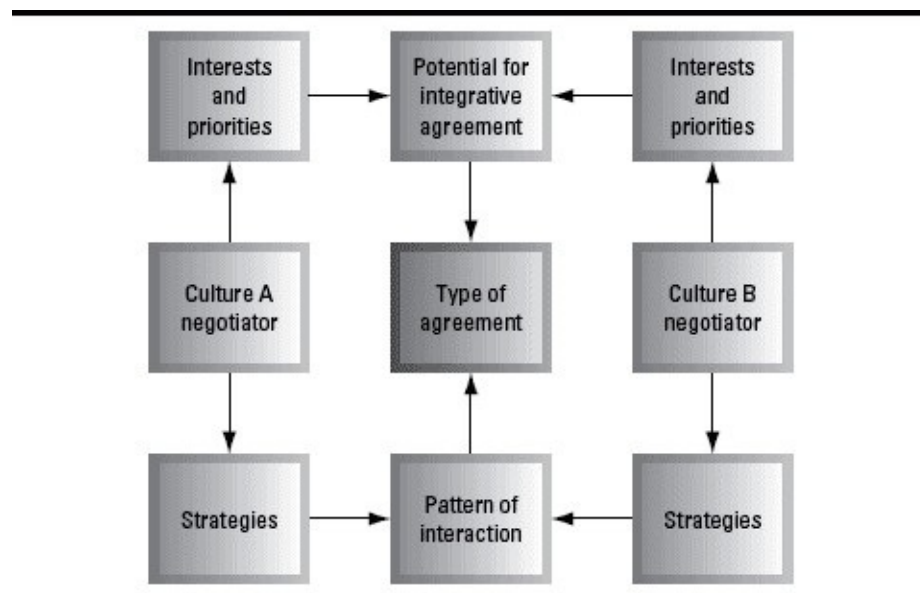 Interests
and
priorities
Potential for
integrative
agreement
Interests
and
priorities
Culture A
negotiator
Type of
agreement
Culture B
negotiator
Strategies
Pattern of
interaction
Strategies